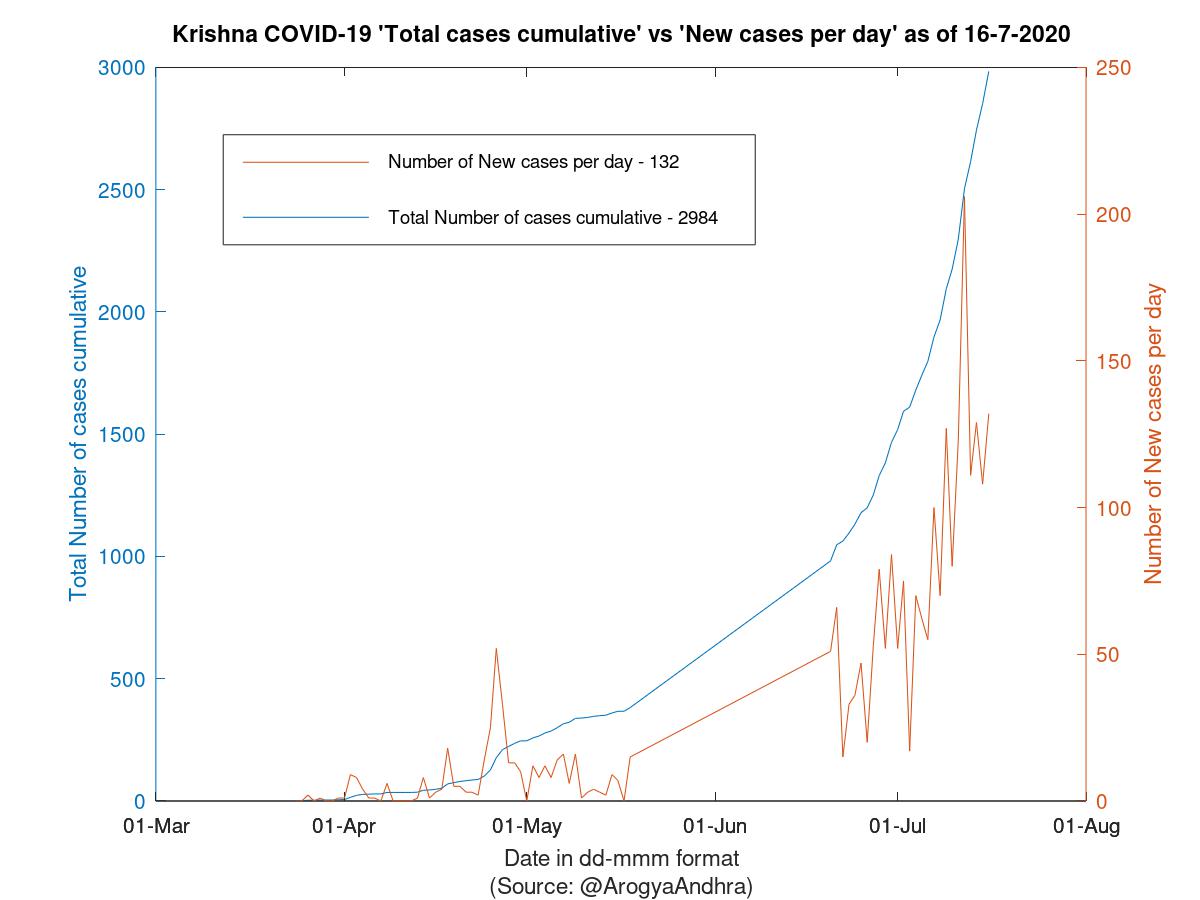 Krishna COVID-19 'Total cases cumulative' vs 'New cases per day' as of 16-7-2020
3000
2500
2000
1500
1000
500
0
Total Number of cases cumulative
Number of New cases per day - 132
Total Number of cases cumulative - 2984
250
200
150
100
50
0
Number of New cases per day
01-Mar 01-Apr 01-May 01-Jun 01-Jul 01-Aug
Date in dd-mmm format
(Source: @ArogyaAndhra)